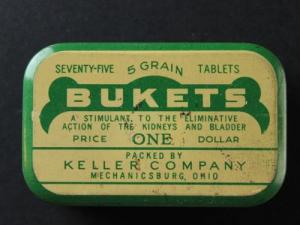 SEVENTY-FIVE 5 GRAIN TABLETS
BUKETS
A STIMULANT, TO THE ELIMINATIVE
ACTION OF THE KIDNEYS AND BLADDER
PRICE ONE DOLLAR
PACKED BY
KELLER COMPANY
MECHANICSBURG, OHIO